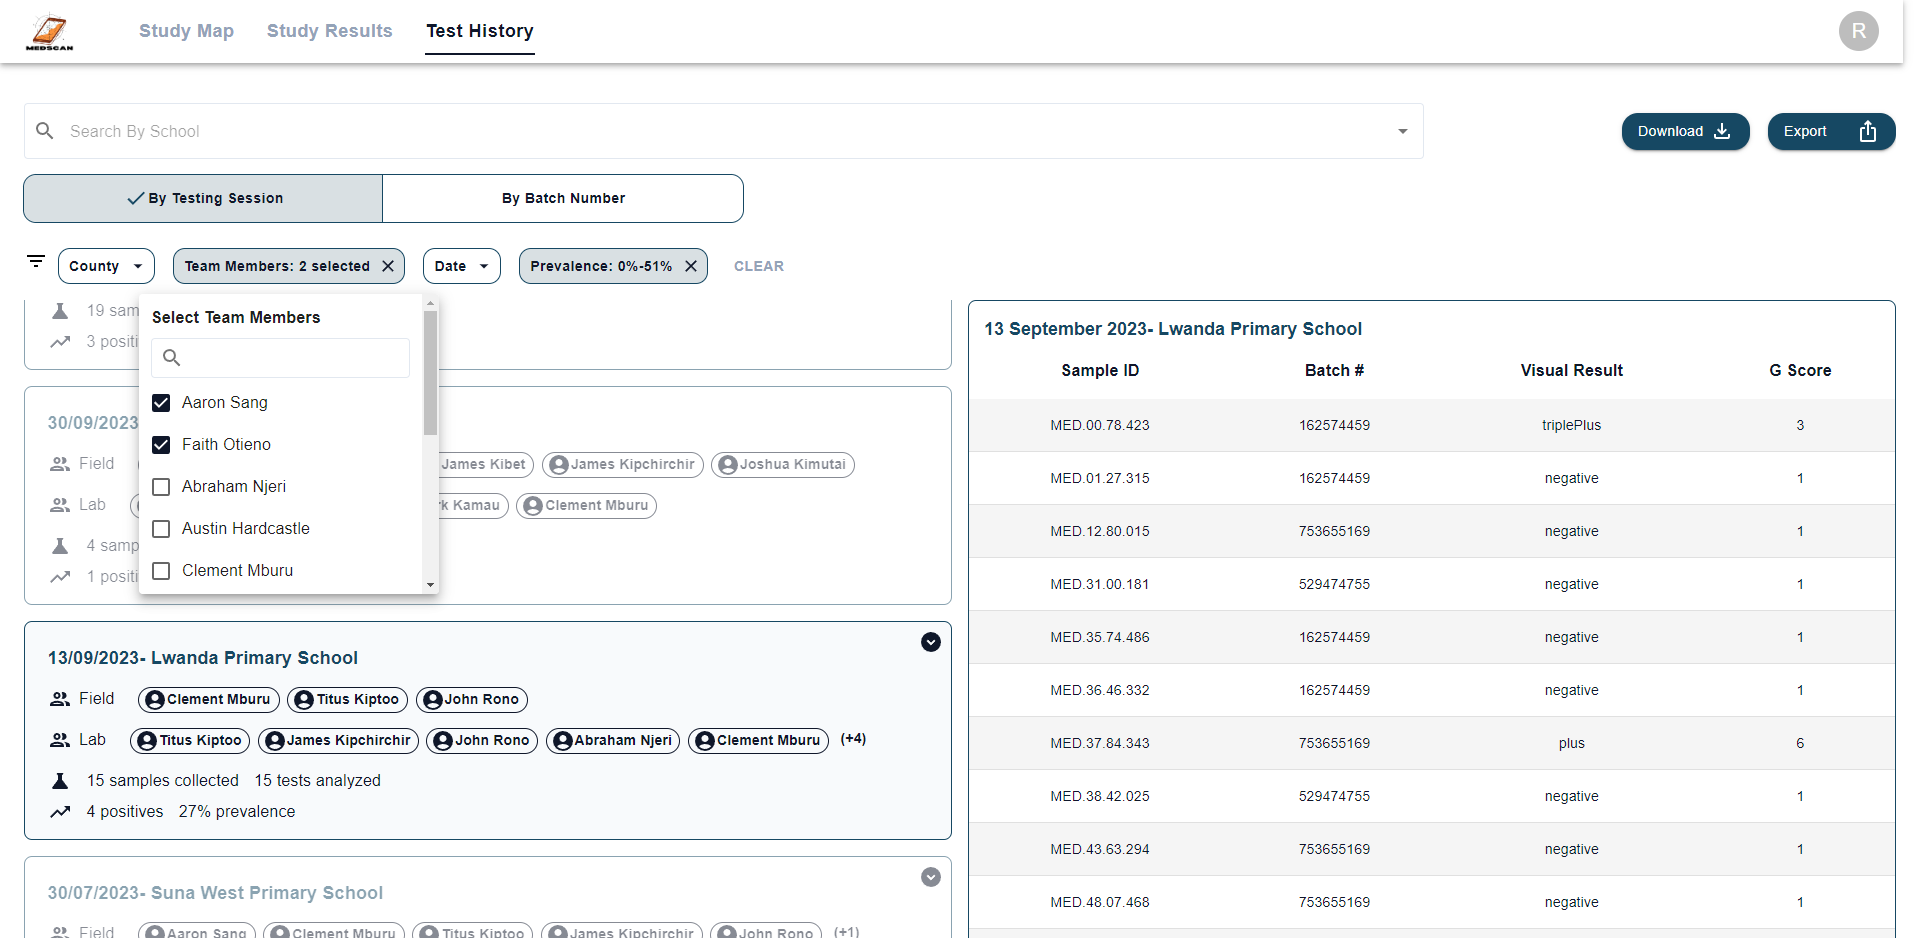 MEDSCAN
Study Map Study Results Test History R
Search By School
Download Export
By Testing Session By Batch Number
County Team Members: 2 selected Date Prevalence: 0%-51% CLEAR
19 sam
3 positi
30/09/2023
Field James Kibet James Kipchirchir Joshua Kimutai
Lab rk Kamau Clement Mburu
4 samp
1 positi
Select Team Members
Aaron Sang
Faith Otieno
Abraham Njeri
Austin Hardcastle
Clement Mburu
13/09/2023- Lwanda Primary School
Field Clement Mburu Titus Kiptoo John Rono
Lab Titus Kiptoo James Kipchirchir John Rono Abraham Njeri Clement Mburu (+4)
15 samples collected 15 tests analyzed
4 positives 27% prevalence
30/07/2023- Suna West Primary School
Field Aaron Sang Clement Mburu Titus Kiptoo James Kipchirchir John Rono (+1)
13 September 2023- Lwanda Primary School
Sample ID Batch # Visual Result G Score
MED.00.78.423 162574459 triplePlus 3
MED.01.27.315 162574459 negative 1
MED.12.80.015 753655169 negative 1
MED.31.00.181 529474755 negative 1
MED.35.74.486 162574459 negative 1
MED.36.46.332 162574459 negative 1
MED.37.84.343 753655169 plus 6
MED.38.42.025 529474755 negative 1
MED.43.63.294 753655169 negative 1
MED.48.07.468 753655169 negative 1